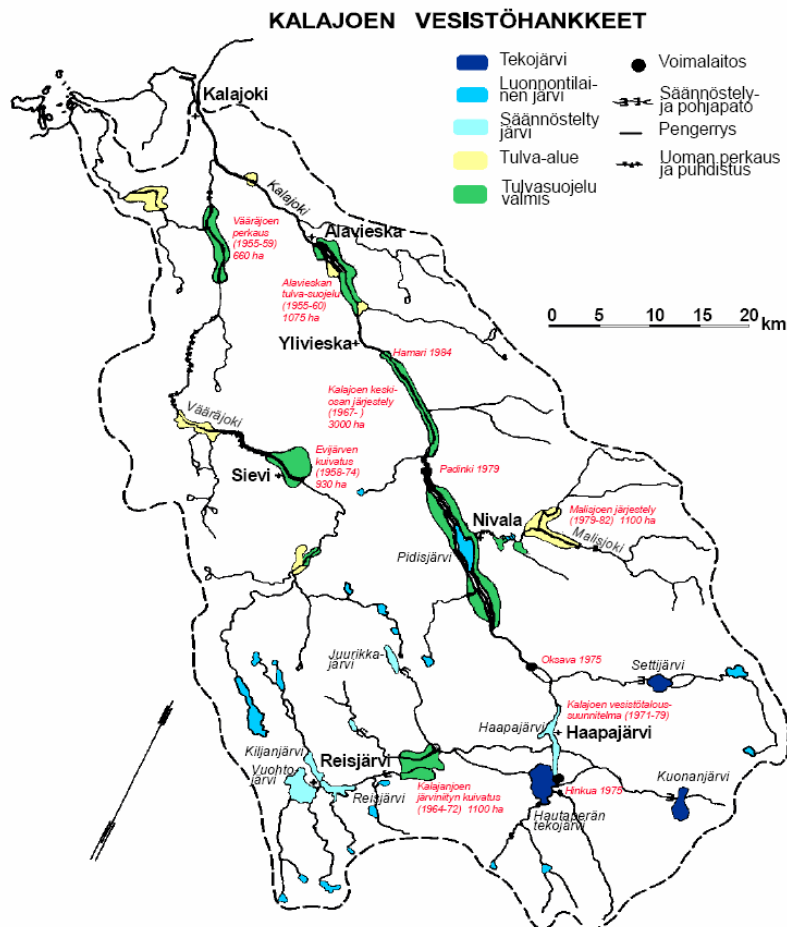 KALAJOEN VESISTÖHANKKEET
Tekojärvi
Luonnontilai-
nen järvi
Säännöstelty
järvi
Tulva-alue
Tulvasuojelu
valmis
Voimalaitos
Säännöstely-
ja pohjapato
Pengerrys
Uoman perkaus
ja puhdistus
0 5 10 15 20 km
Kalajoki
Kalajoki
Alavieska
Vääräjoen
perkaus
(1955-59)
660 ha
Alavieskan
tulva-suojelu
(1955-60)
1075 ha
Ylivieska
Hamari 1984
Kalajoen keski-
osan järjestely
(1967- )
3000 ha
Vääräjoki
Evijärven
kuivatus
(1958-74)
930 ha
Sievi
Padinki 1979
Nivala
Malisjoen järjestely
(1979-82) 1100 ha
Malisjoki
Pidisjärvi
Juurikka-
järvi
Oksava 1975
Settijärvi
Kalajoen vesistötalous-
suunnitelma (1971-79)
Haapajärvi
Haapajärvi
Kiljanjärvi
Reisjärvi
Vuohto-
järvi
Reisjärvi
Kalajanjoen
järviniityn kuivatus
(1964-72) 1100 ha
Hinkua 1975
Kuonanjärvi
Hautaperän
tekojärvi